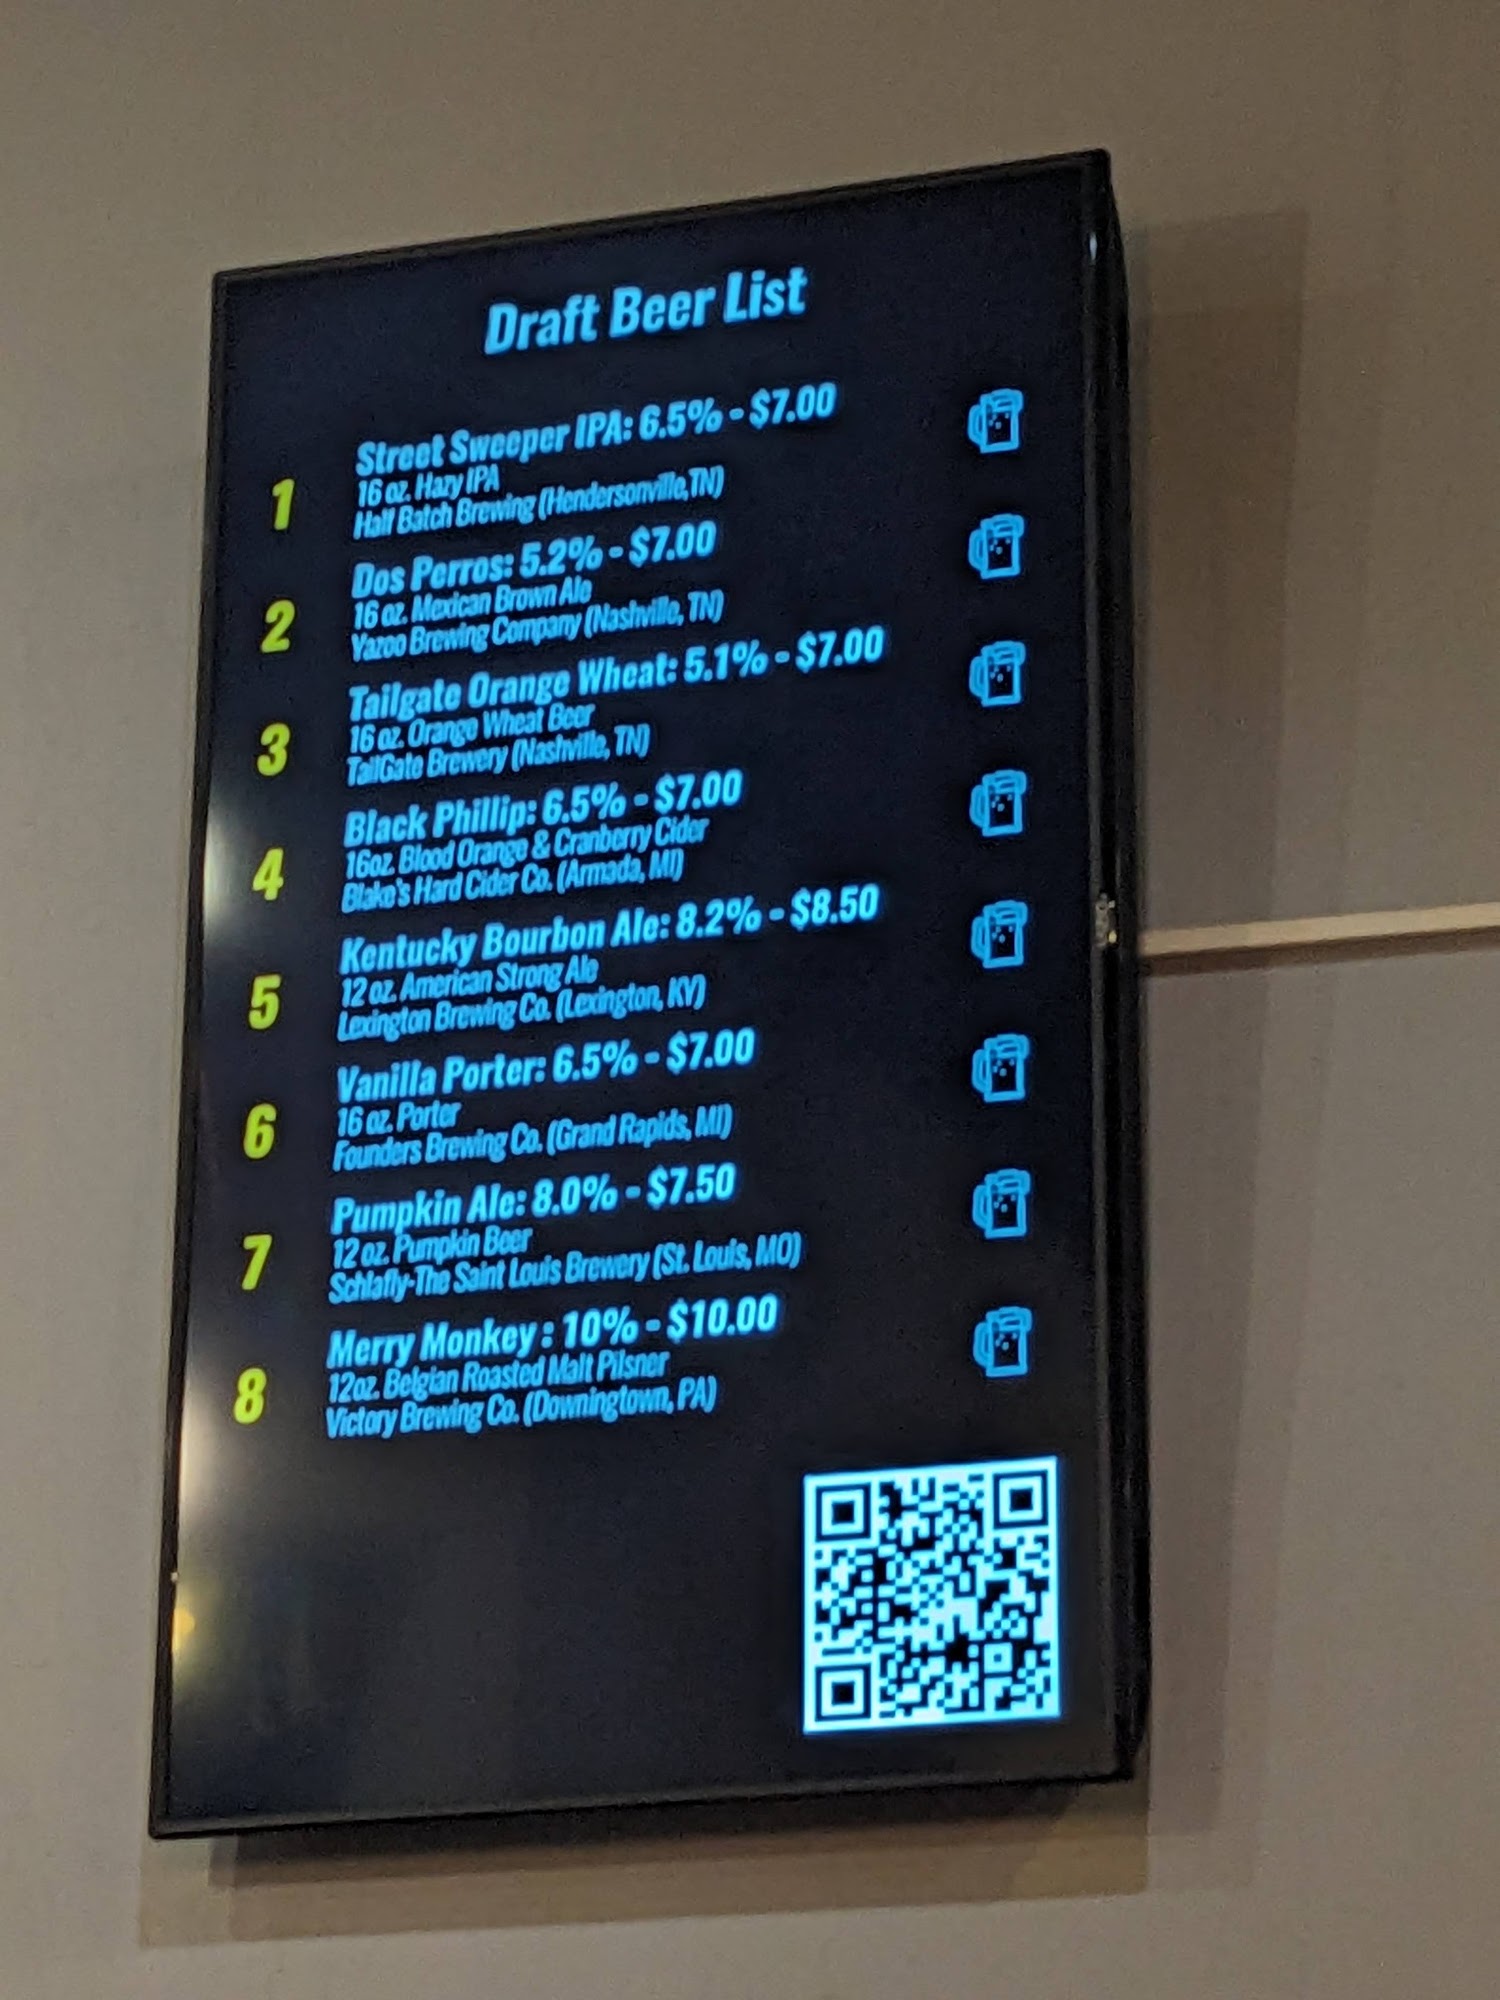 Draft Beer List
1
Street Sweeper IPA: 6.5% - $7.00
16 oz. Hazy IPA
Half Batch Brewing (Hendersonville,TN)
2
Dos Perros: 5.2% - $7.00
16 oz. Mexican Brown Ale
Yazoo Brewing Company (Nashville, TN)
3
Tailgate Orange Wheat: 5.1% - $7.00
16 oz. Orange Wheat Beer
TailGate Brewery (Nashville, TN)
4
Black Phillip: 6.5% - $7.00
16oz. Blood Orange & Cranberry Cider
Blake's Hard Cider Co. (Armada, MI)
5
Kentucky Bourbon Ale: 8.2% - $8.50
12 oz. American Strong Ale
Lexington Brewing Co. (Lexington, KY)
6
Vanilla Porter: 6.5% - $7.00
16 oz. Porter
Founders Brewing Co. (Grand Rapids, MI)
7
Pumpkin Ale: 8.0% - $7.50
12 oz. Pumpkin Beer
Schlafly-The Saint Louis Brewery (St. Louis, MO)
8
Merry Monkey : 10% - $10.00
12oz. Belgian Roasted Malt Pilsner
Victory Brewing Co. (Downingtown, PA)